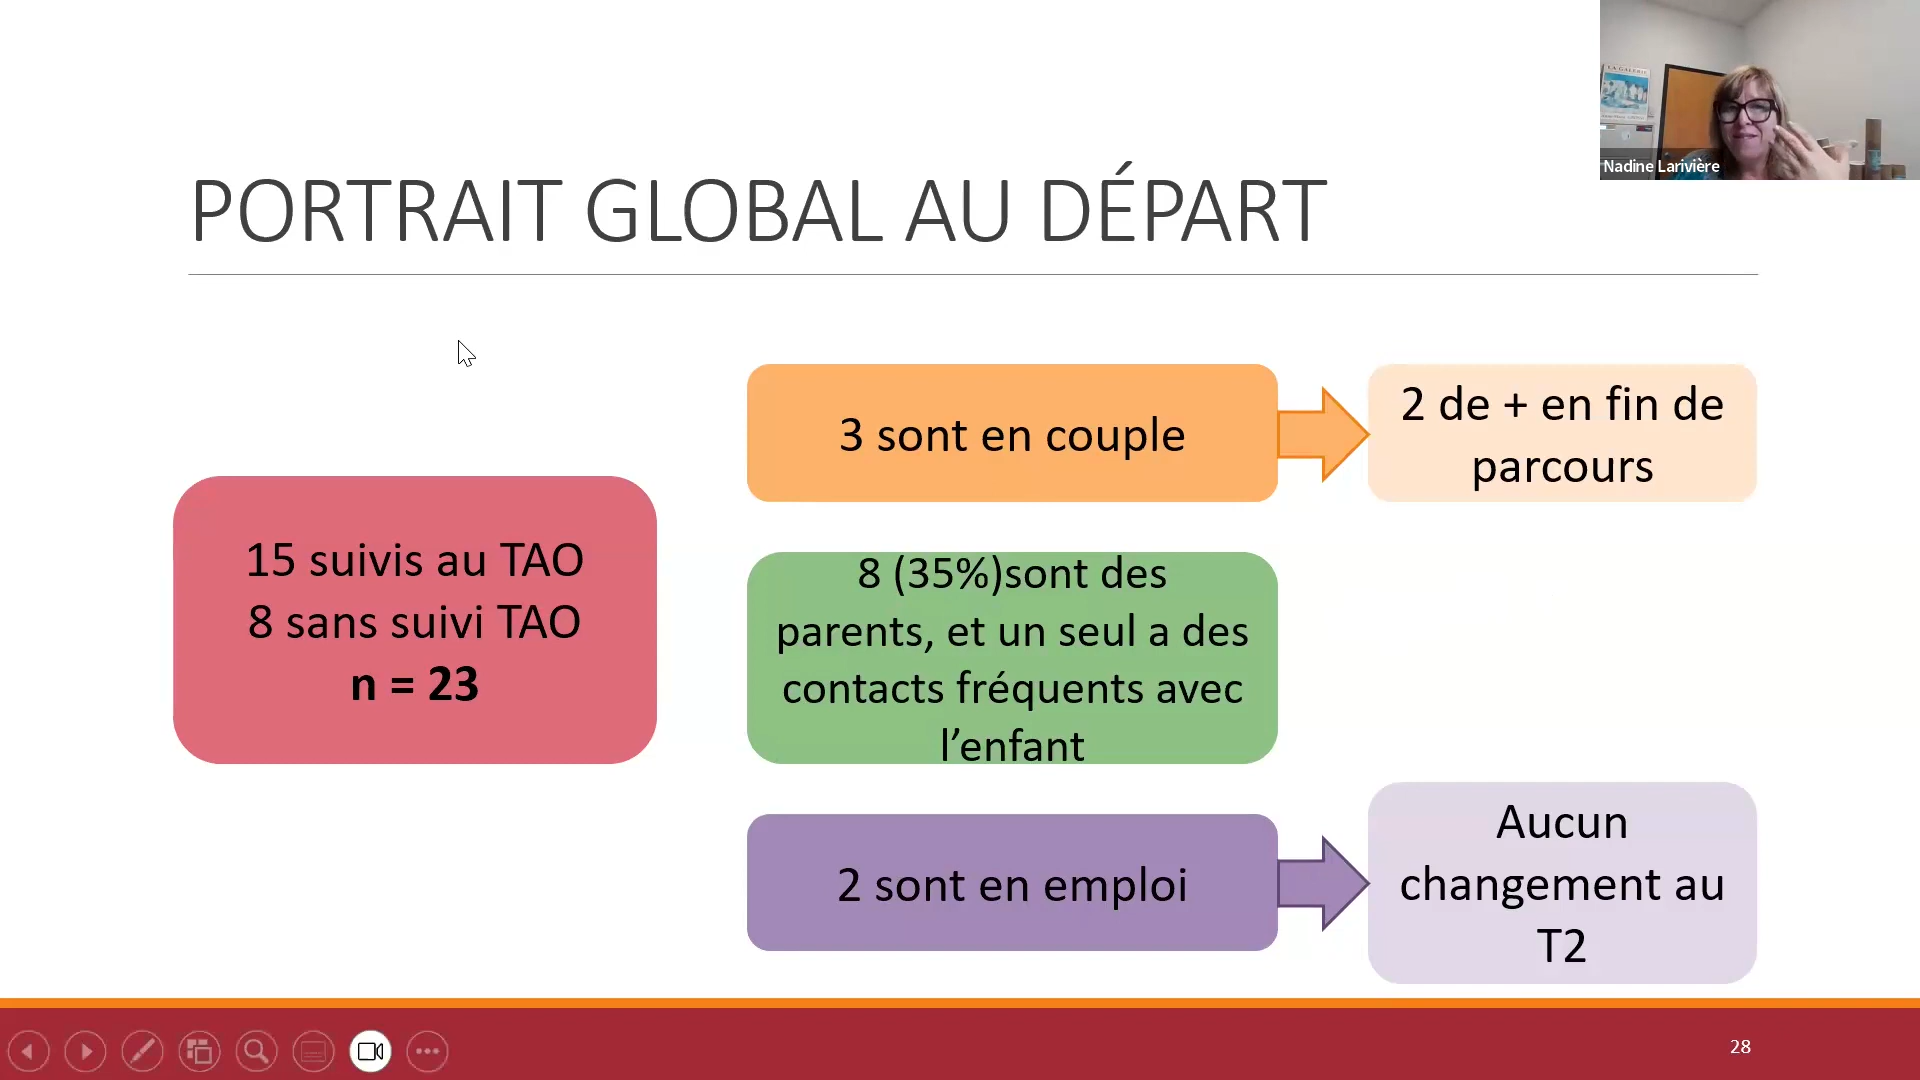 LA GALERIE
Nadine Larivière
PORTRAIT GLOBAL AU DÉPART
15 suivis au TAO
8 sans suivi TAO
n = 23
3 sont en couple
2 de + en fin de
parcours
8 (35%)sont des
parents, et un seul a des
contacts fréquents avec
l’enfant
2 sont en emploi
Aucun
changement au
T2
28